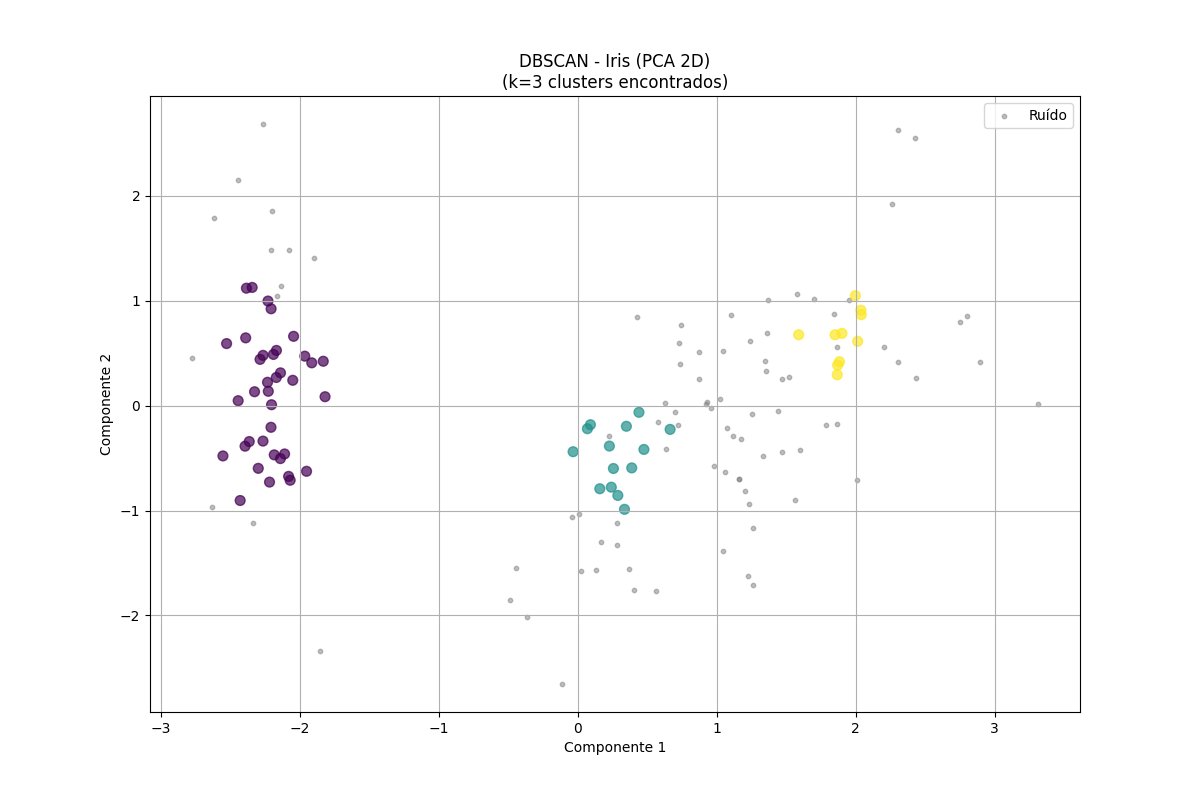 DBSCAN - Iris (PCA 2D)
(k=3 clusters encontrados)
Ruído
Componente 2
2
1
0
−1
−2
−3
−2
−1
0
1
2
3
Componente 1